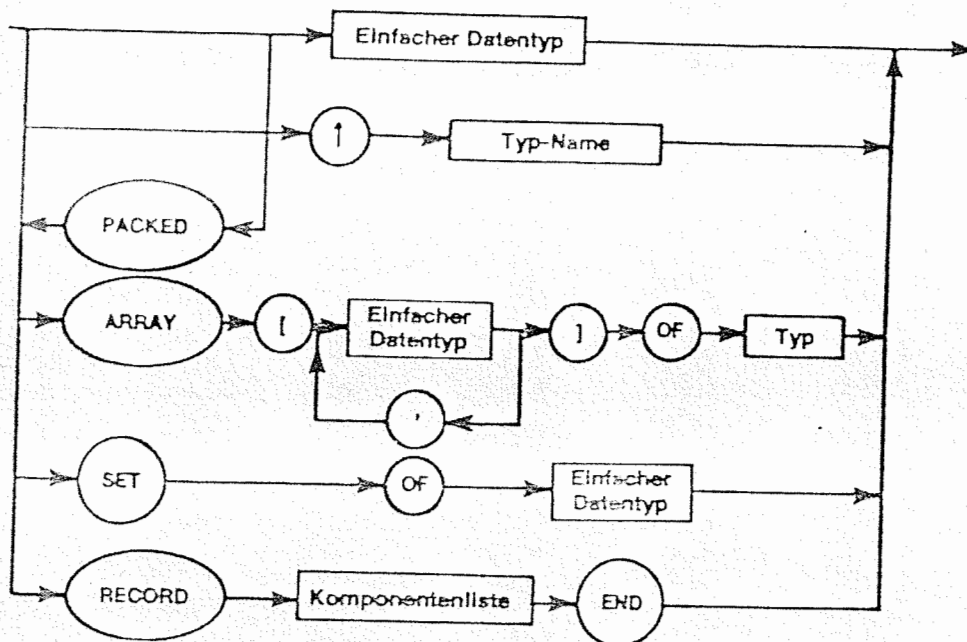 Einfacher Datentyp
↑
Typ-Name
PACKED
ARRAY
[
Einfacher
Datentyp
]
OF
Typ
,
SET
OF
Einfacher
Datentyp
RECORD
Komponentenliste
END